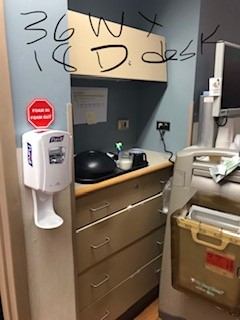 36 W x
18 D. desk
FOAM IN
FOAM OUT
PURELL